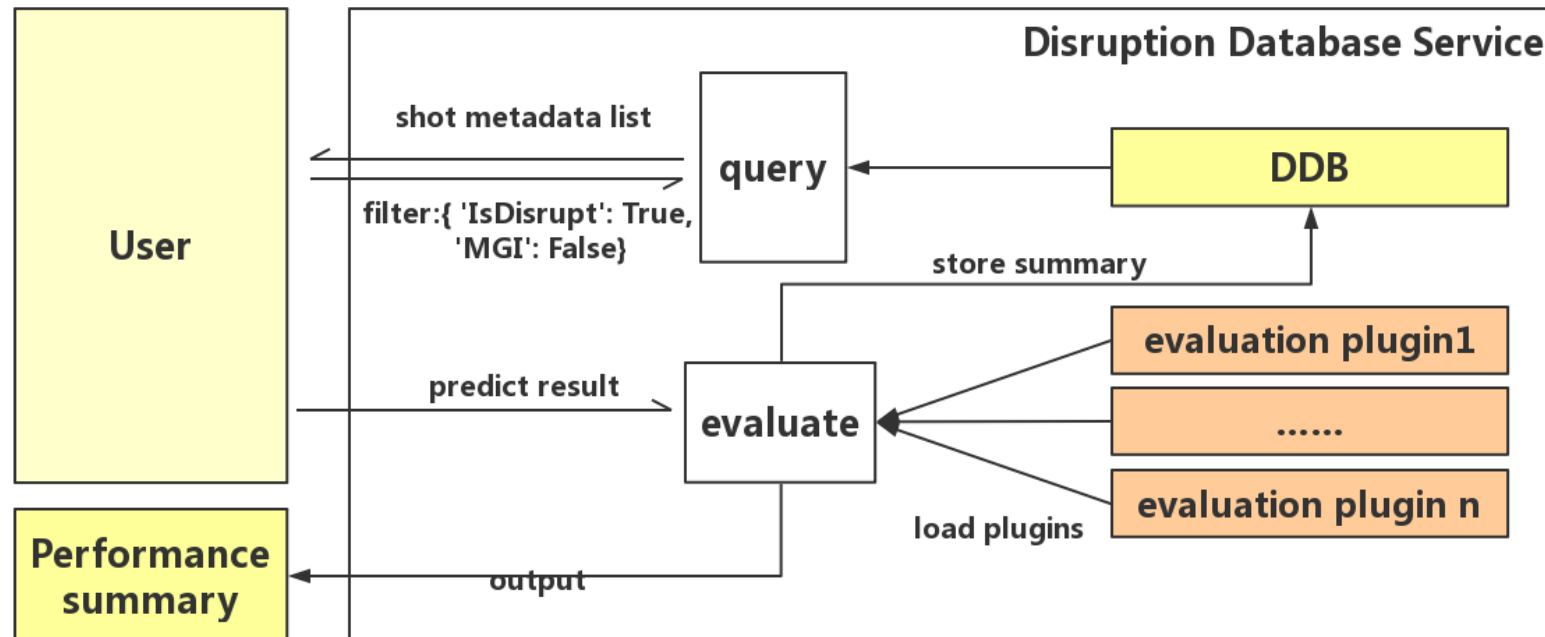 Disruption Database Service
shot metadata list
query
DDB
filter:{ 'IsDisrupt': True,
'MGI': False}
User
store summary
evaluation plugin1
predict result
evaluate
......
evaluation plugin n
load plugins
Performance
summary
output